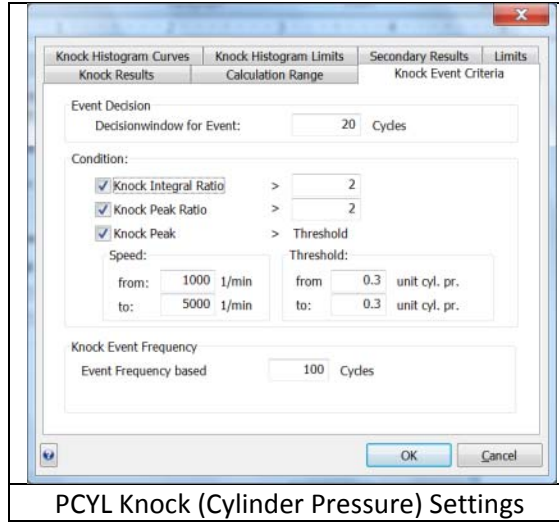 Knock Histogram Curves Knock Histogram Limits Secondary Results Limits
Knock Results Calculation Range Knock Event Criteria
Event Decision
Decisionwindow for Event: 20 Cycles
Condition:
Knock Integral Ratio > 2
Knock Peak Ratio > 2
Knock Peak > Threshold
Speed: Threshold:
from: 1000 1/min from 0.3 unit cyl. pr.
to: 5000 1/min to: 0.3 unit cyl. pr.
Knock Event Frequency
Event Frequency based 100 Cycles
OK Cancel
PCYL Knock (Cylinder Pressure) Settings